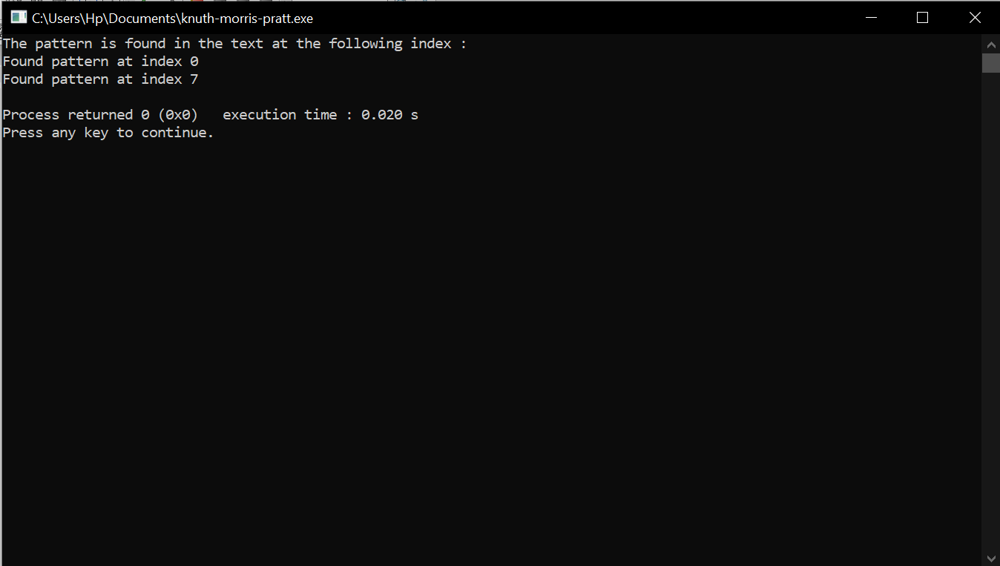 C:\Users\Hp\Documents\knuth-morris-pratt.exe
The pattern is found in the text at the following index :
Found pattern at index 0
Found pattern at index 7
Process returned 0 (0x0)   execution time : 0.020 s
Press any key to continue.